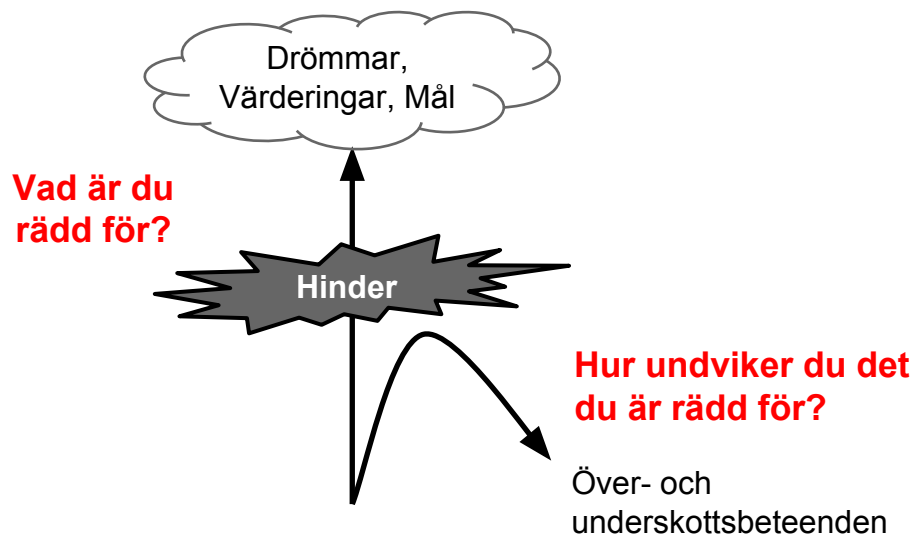 Drömmar,
Värderingar, Mål
Vad är du
rädd för?
Hinder
Hur undviker du det
du är rädd för?
Över- och
underskottsbeteenden